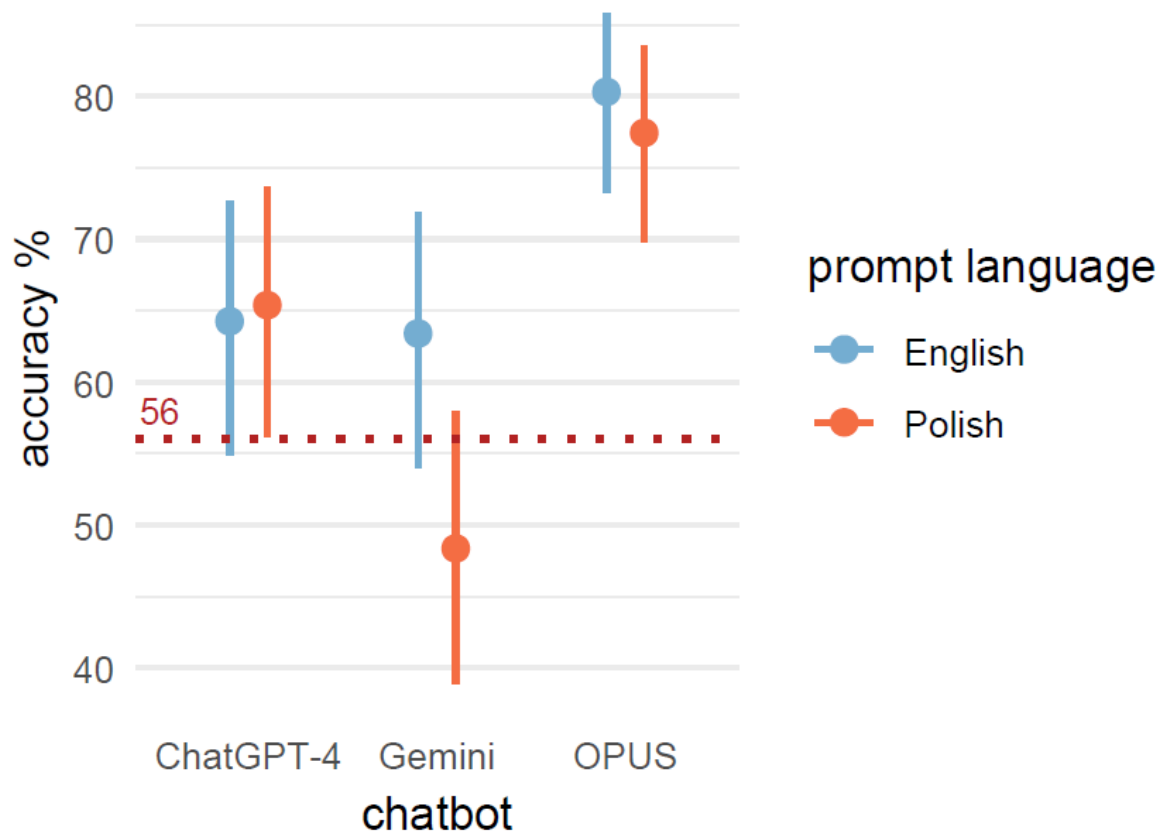 80
70
60
50
40
accuracy %
56
ChatGPT-4 Gemini OPUS
chatbot
prompt language
English
Polish